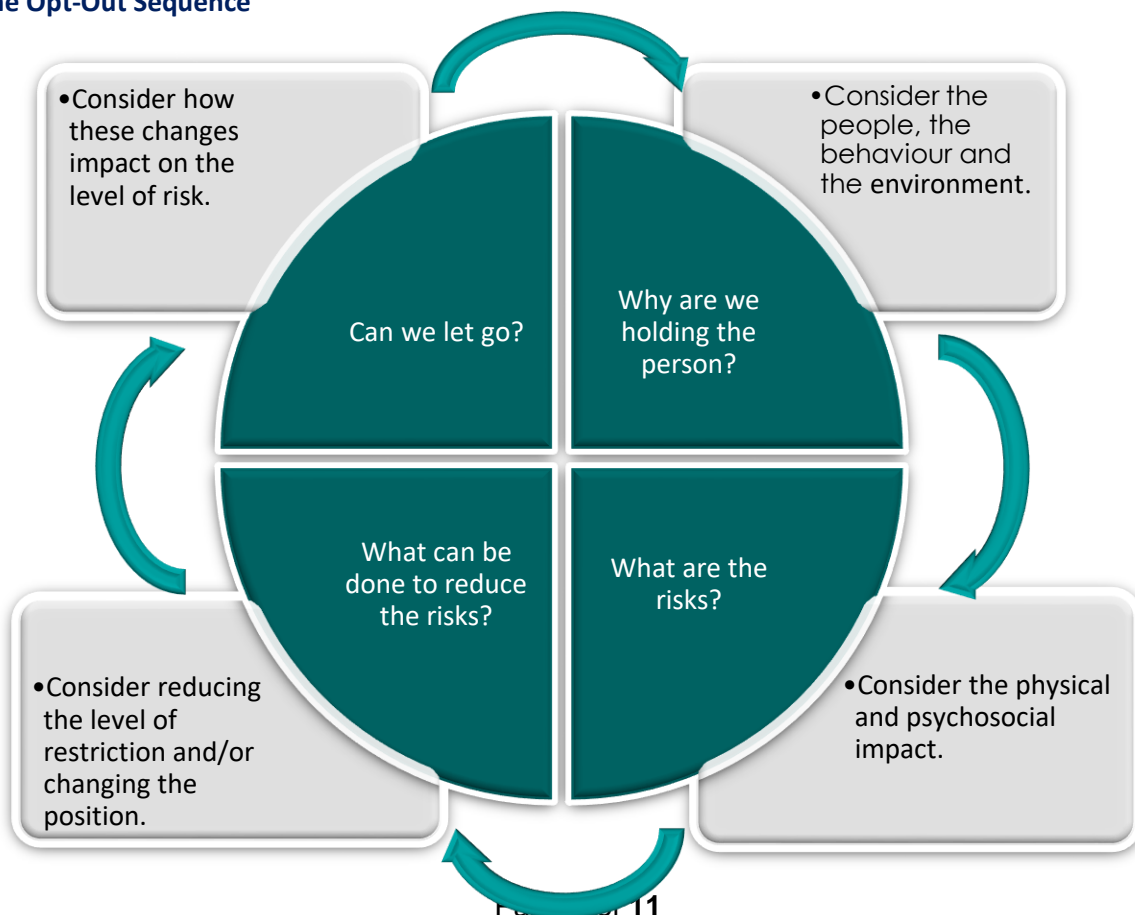 Opt-Out Sequence
•Consider how
these changes
impact on the
level of risk.
•Consider the
people, the
behaviour and
the environment.
Can we let go?
Why are we
holding the
person?
What can be
done to reduce
the risks?
What are the
risks?
•Consider reducing
the level of
restriction and/or
changing the
position.
•Consider the physical
and psychosocial
impact.
11